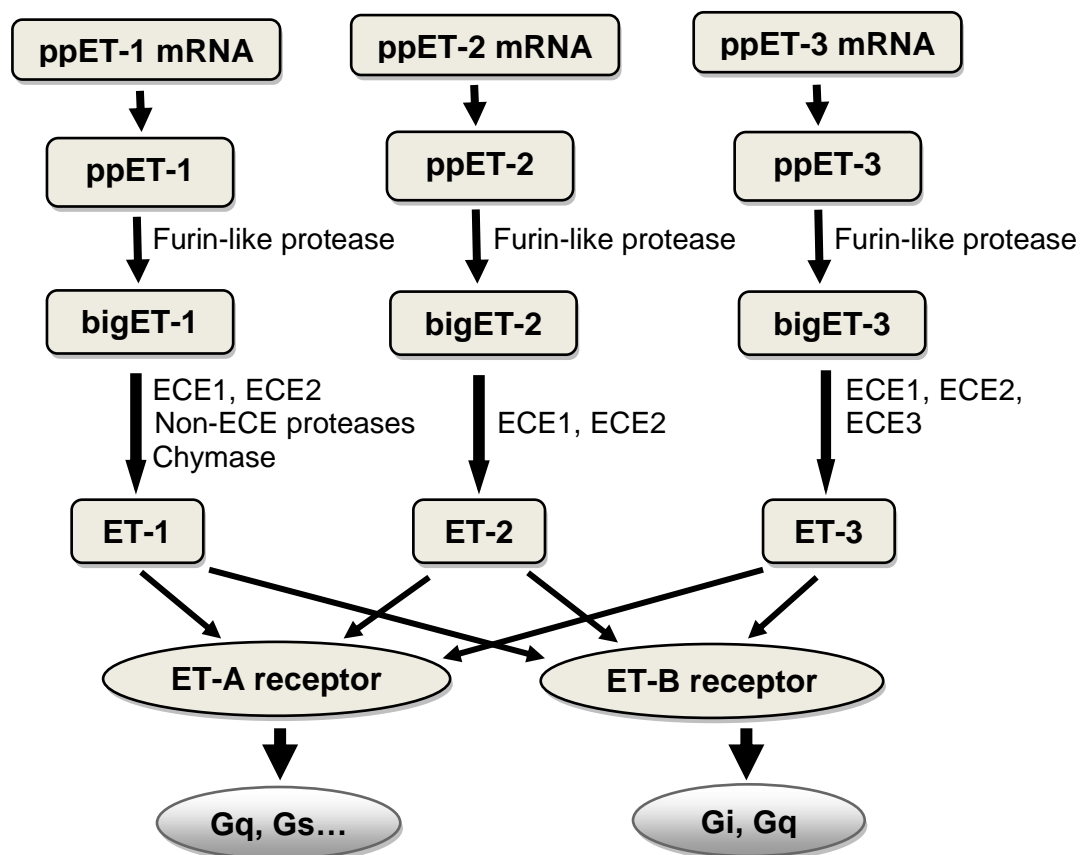 ppET-1 mRNA
ppET-2 mRNA
ppET-3 mRNA
ppET-1
ppET-2
ppET-3
Furin-like protease
Furin-like protease
Furin-like protease
bigET-1
bigET-2
bigET-3
ECE1, ECE2
Non-ECE proteases
Chymase
ECE1, ECE2
ECE1, ECE2,
ECE3
ET-1
ET-2
ET-3
ET-A receptor
ET-B receptor
Gq, Gs…
Gi, Gq